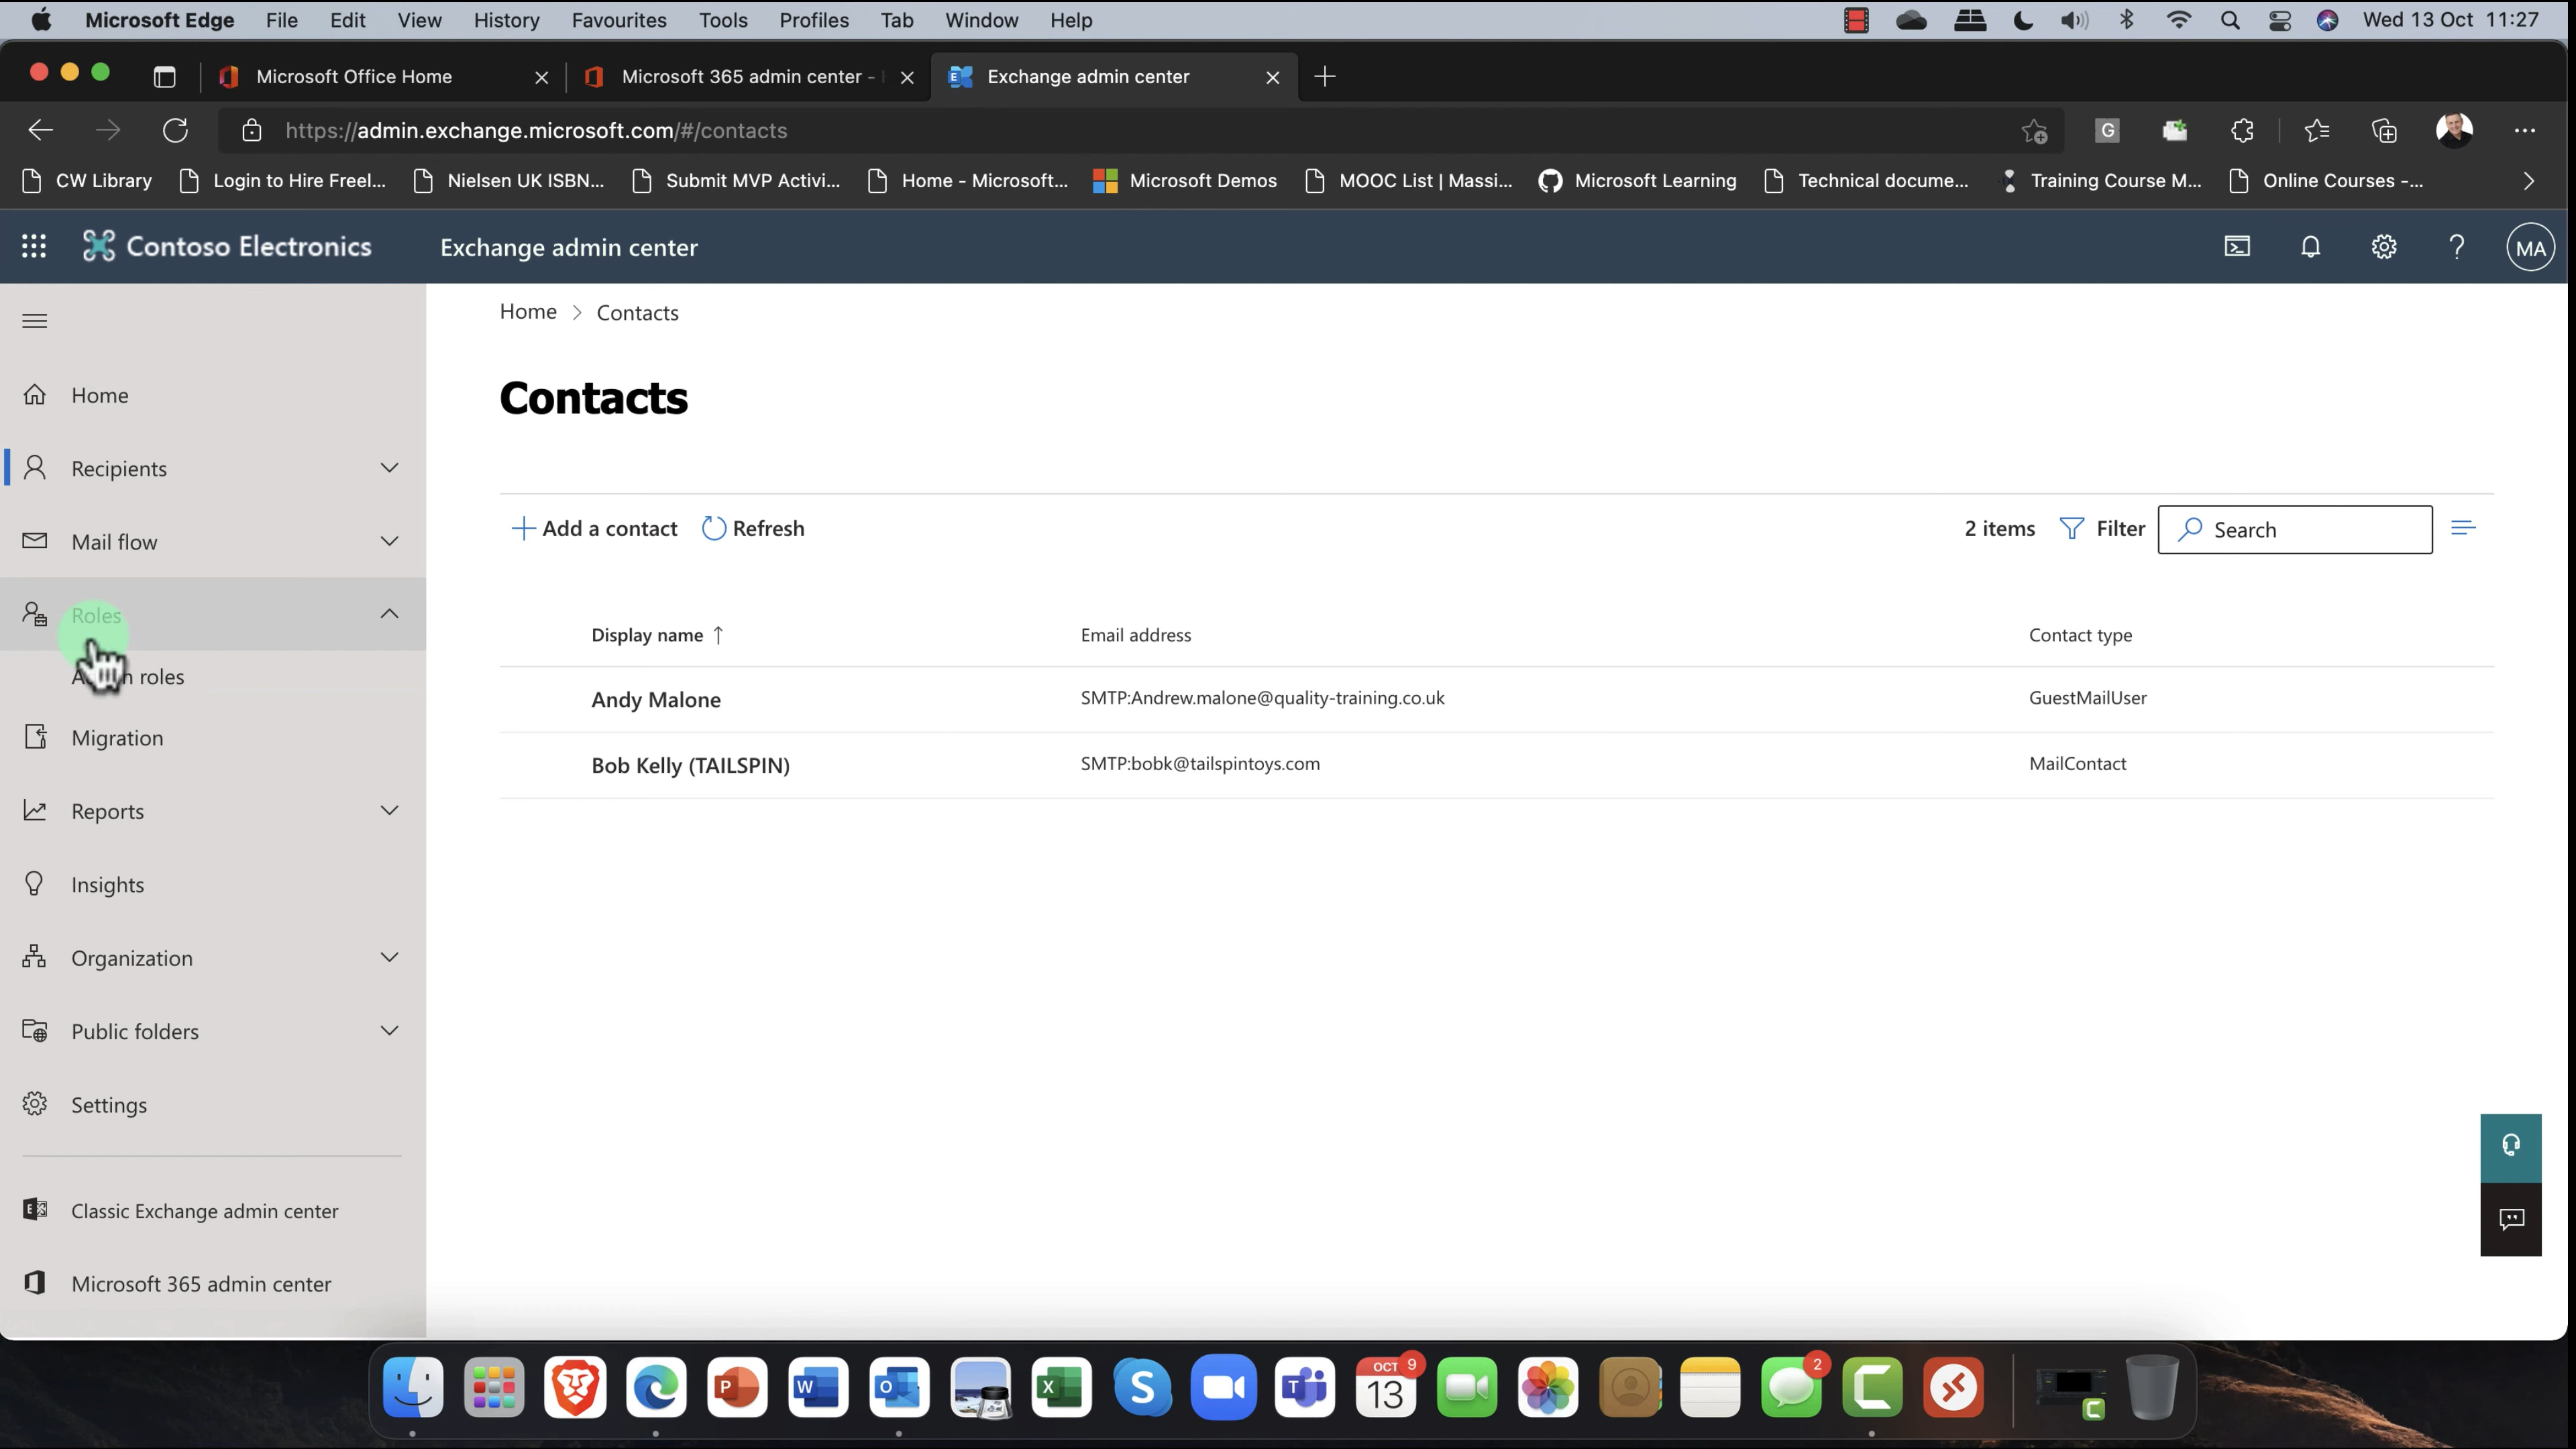 Microsoft Edge File Edit View History Favourites Tools Profiles Tab Window Help Wed 13 Oct 11:27
Microsoft Office Home Microsoft 365 admin center - Exchange admin center
https://admin.exchange.microsoft.com/#/contacts G
CW Library Login to Hire Freel... Nielsen UK ISBN... Submit MVP Activi... Home - Microsoft... Microsoft Demos MOOC List | Massi... Microsoft Learning Technical docume... Training Course M... Online Courses -...
Contoso Electronics Exchange admin center ? MA
Home > Contacts
Contacts
Home
Recipients
Mail flow
Roles
roles
Migration
Reports
Insights
Organization
Public folders
Settings
Classic Exchange admin center
Microsoft 365 admin center
Add a contact Refresh 2 items Filter Search
Display name ↑ Email address Contact type
Andy Malone SMTP:Andrew.malone@quality-training.co.uk GuestMailUser
Bob Kelly (TAILSPIN) SMTP:bobk@tailspintoys.com MailContact
P W O X S T OCT 9 13 2 C C